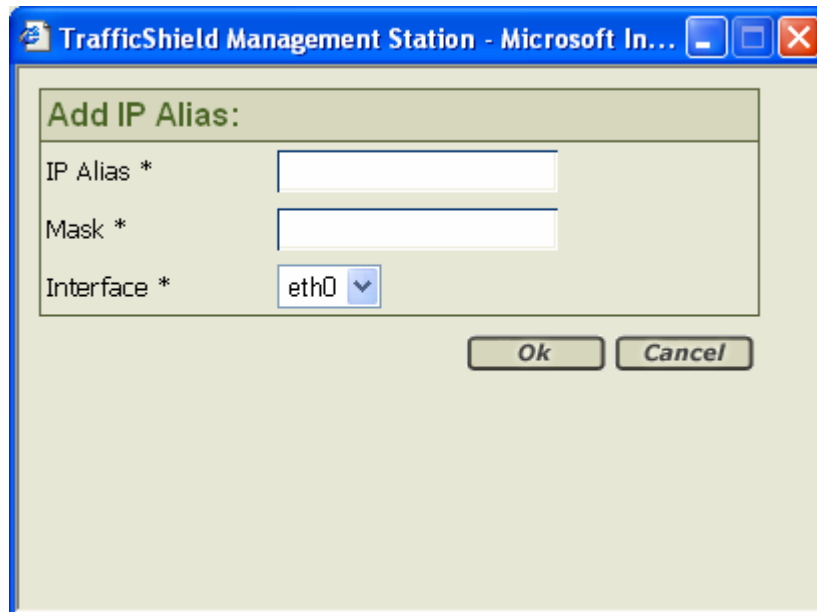 TrafficShield Management Station - Microsoft In...
Add IP Alias:
IP Alias *
Mask *
Interface * eth0
Ok Cancel